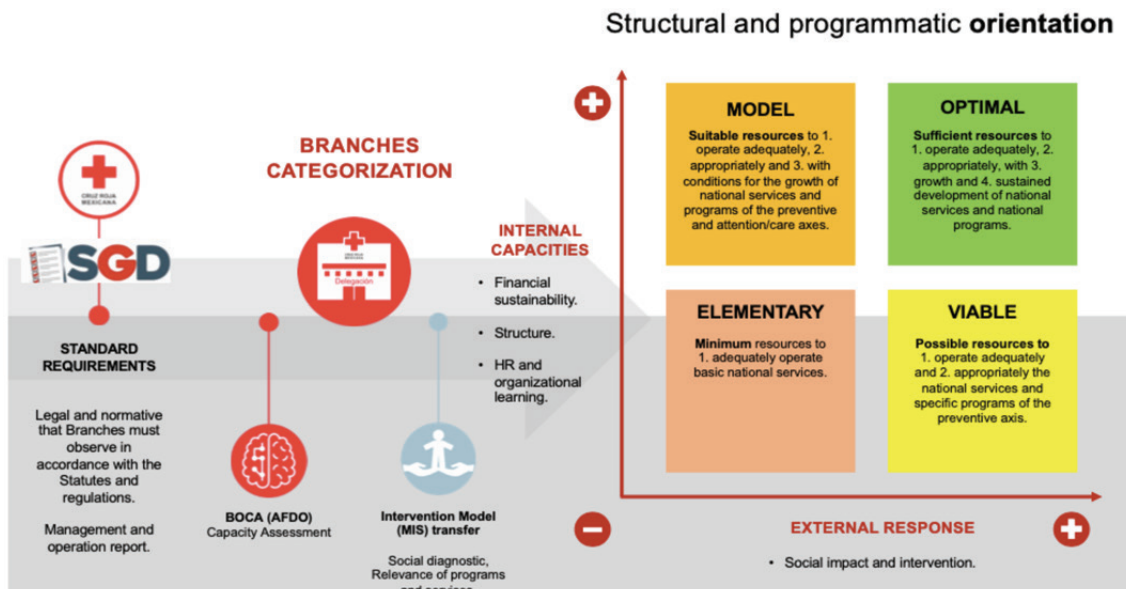 Structural and programmatic orientation
BRANCHES
CATEGORIZATION
CRUZ ROJA
MEXICANA
SGD
STANDARD
REQUIREMENTS
Legal and normative
that Branches must
observe in
accordance with the
Statutes and
regulations.
Management and
operation report.
Delegación
BOCA (AFDO)
Capacity Assessment
Intervention Model
(MIS) transfer
Social diagnostic,
Relevance of programs
and services
INTERNAL
CAPACITIES
• Financial
sustainability.
• Structure.
• HR and
organizational
learning.
MODEL
Suitable resources to 1.
operate adequately, 2.
appropriately and 3. with
conditions for the growth of
national services and
programs of the preventive
and attention/care axes.
OPTIMAL
Sufficient resources to
1. operate adequately, 2.
appropriately, with 3.
growth and 4. sustained
development of national
services and national
programs.
ELEMENTARY
Minimum resources to
1. adequately operate
basic national services.
VIABLE
Possible resources to
1. operate adequately
and 2. appropriately the
national services and
specific programs of the
preventive axis.
EXTERNAL RESPONSE
• Social impact and intervention.